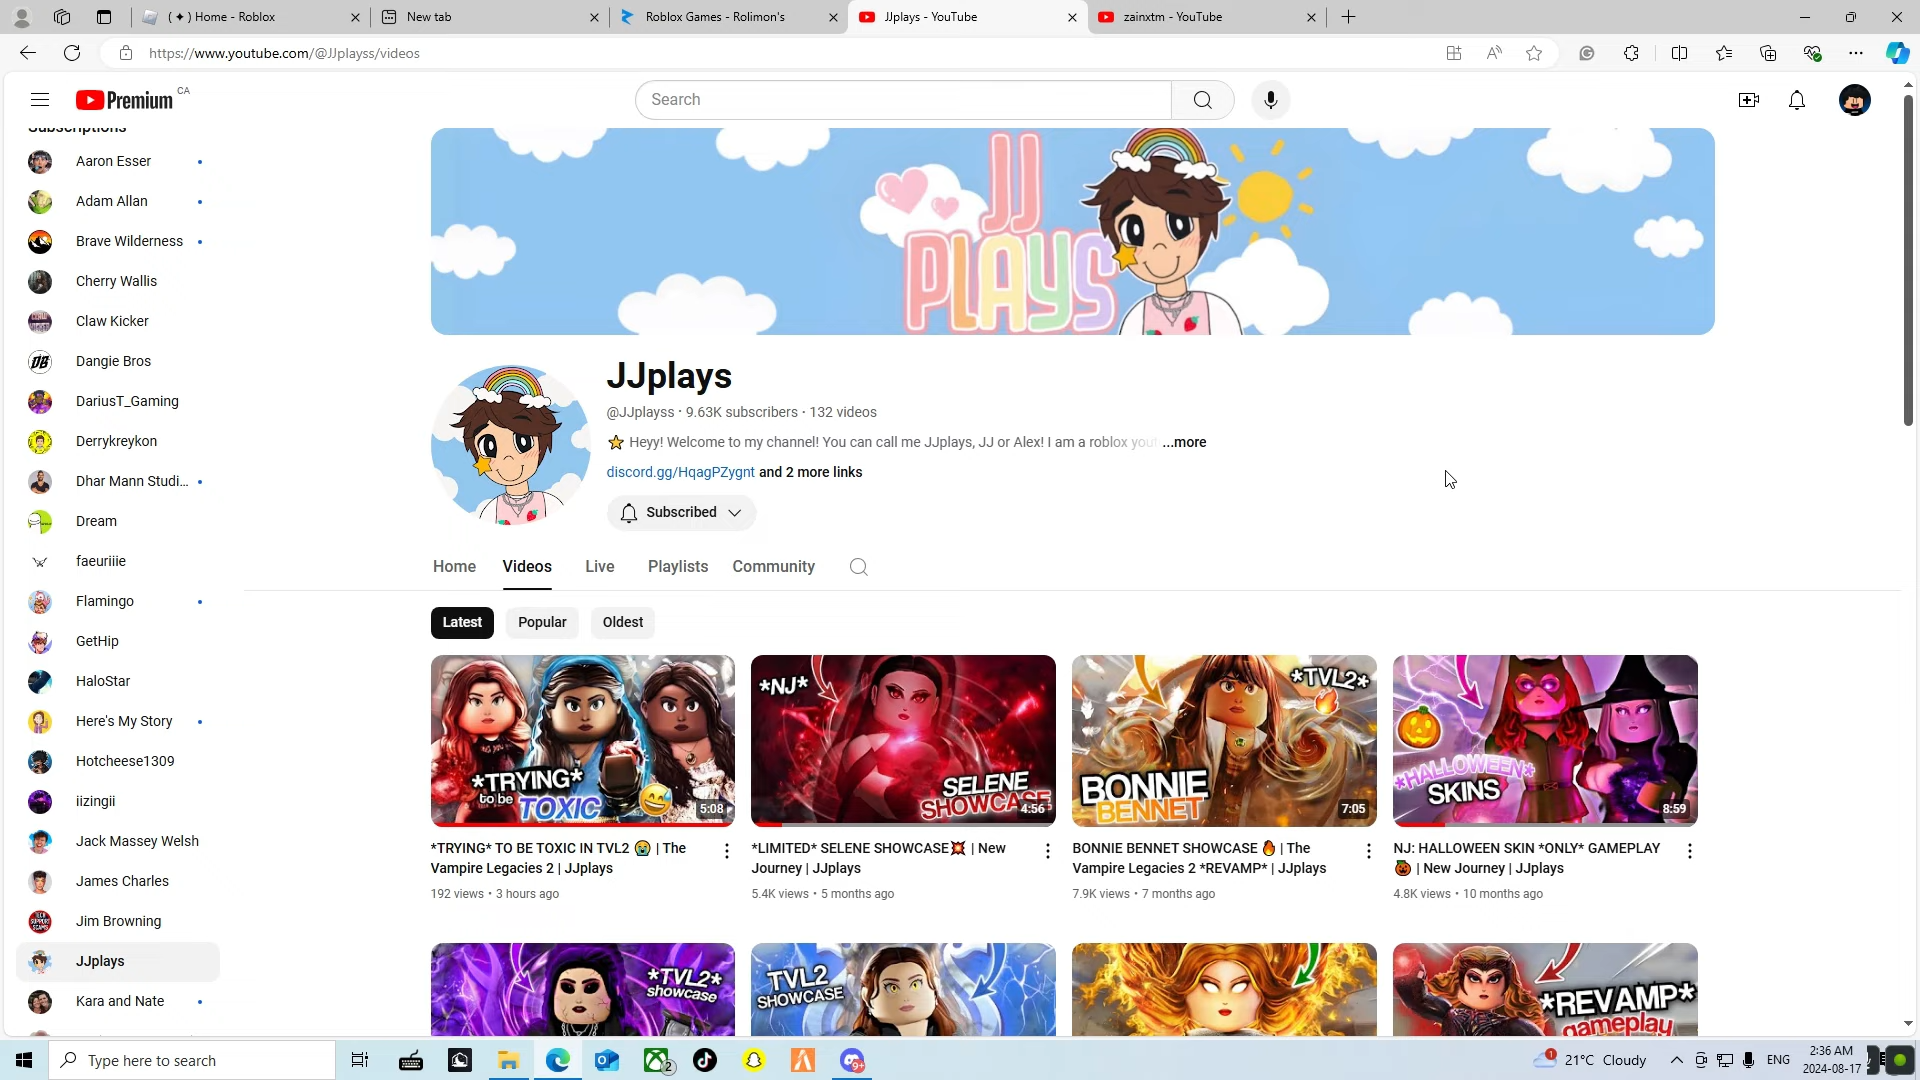 ( ✦ ) Home - Roblox
New tab
Roblox Games - Rolimon's
JJplays - YouTube
zainxtm - YouTube
https://www.youtube.com/@JJplayss/videos
Premium CA
Search
Subscriptions
Aaron Esser
Adam Allan
Brave Wilderness
Cherry Wallis
Claw Kicker
Dangie Bros
DariusT_Gaming
Derrykreykon
Dhar Mann Studi...
Dream
faeuriiie
Flamingo
GetHip
HaloStar
Here's My Story
Hotcheese1309
iizingii
Jack Massey Welsh
James Charles
Jim Browning
JJplays
Kara and Nate
JJ
PLAYS
JJplays
@JJplayss · 9.63K subscribers · 132 videos
⭐ Heyy! Welcome to my channel! You can call me JJplays, JJ or Alex! I am a roblox yout ...more
discord.gg/HqagPZygnt and 2 more links
Subscribed
Home Videos Live Playlists Community
Latest Popular Oldest
*TRYING*
to be TOXIC
5:08
*NJ*
SELENE
SHOWCASE
4:56
*TVL2*
BONNIE
BENNET
7:05
*HALLOWEEN*
SKINS
8:59
*TRYING* TO BE TOXIC IN TVL2 😭 | The
Vampire Legacies 2 | JJplays
192 views • 3 hours ago
*LIMITED* SELENE SHOWCASE💥 | New
Journey | JJplays
5.4K views • 5 months ago
BONNIE BENNET SHOWCASE 🔥 | The
Vampire Legacies 2 *REVAMP* | JJplays
7.9K views • 7 months ago
NJ: HALLOWEEN SKIN *ONLY* GAMEPLAY
🎃 | New Journey | JJplays
4.8K views • 10 months ago
*TVL2*
showcase
TVL2
SHOWCASE
*REVAMP*
gameplay
Type here to search
2
9+
1
21°C Cloudy
ENG
2:36 AM
2024-08-17